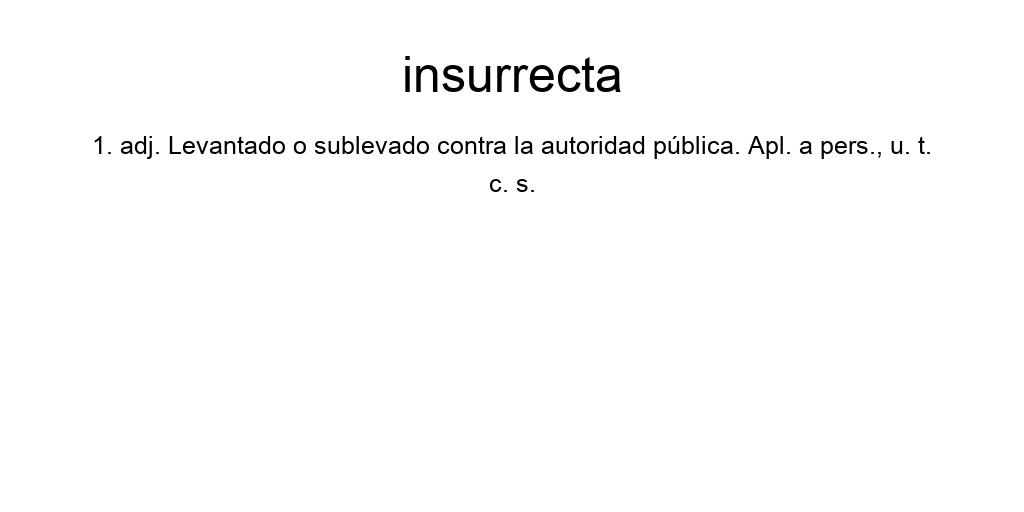 insurrecta
1. adj. Levantado o sublevado contra la autoridad pública. Apl. a pers., u. t.
c. s.